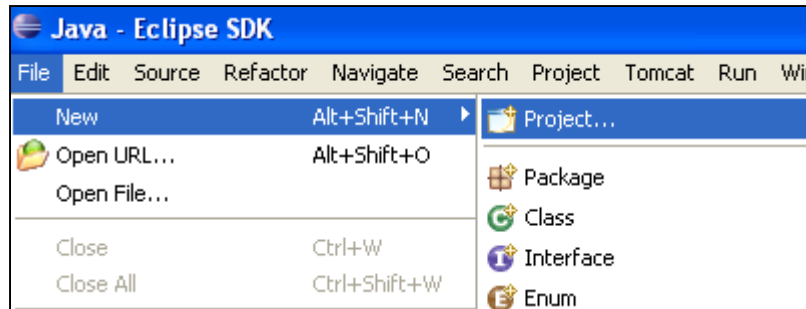 Java - Eclipse SDK
File Edit Source Refactor Navigate Search Project Tomcat Run
New Alt+Shift+N
Open URL... Alt+Shift+O
Open File...
Close Ctrl+W
Close All Ctrl+Shift+W
Project...
Package
Class
Interface
Enum